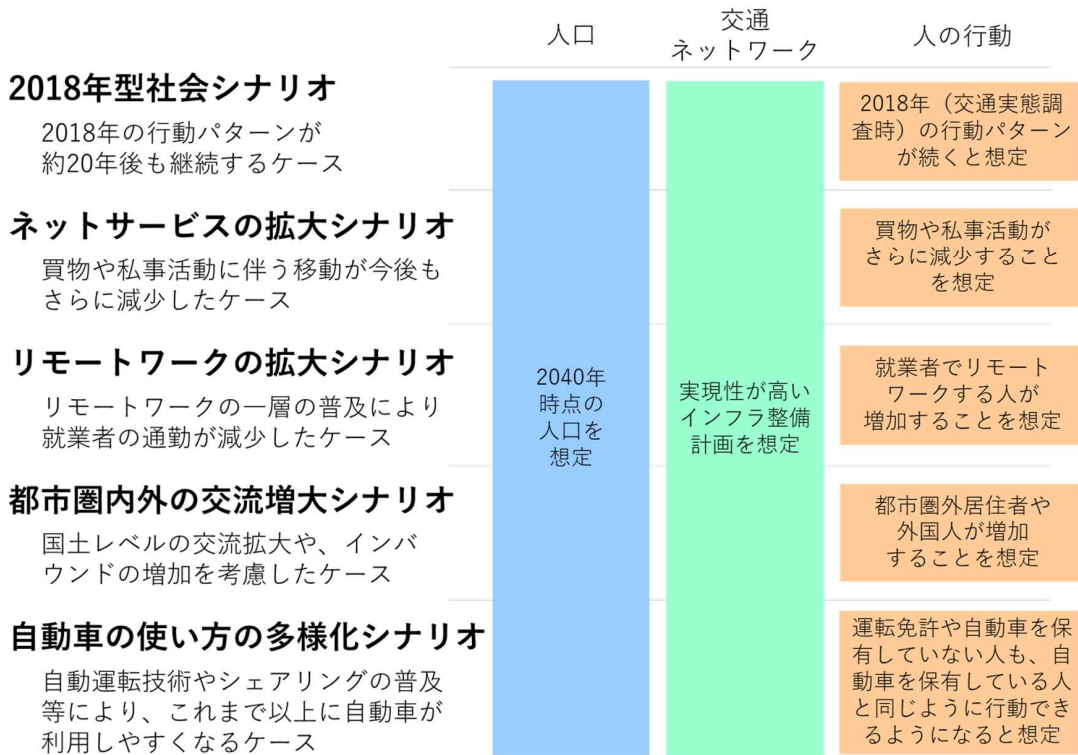 人口
交通
ネットワーク
人の行動
2018年型社会シナリオ
2018年の行動パターンが
約20年後も継続するケース
2018年（交通実態調
査時）の行動パターン
が続くと想定
ネットサービスの拡大シナリオ
買物や私事活動に伴う移動が今後も
さらに減少したケース
買物や私事活動が
さらに減少すること
を想定
リモートワークの拡大シナリオ
リモートワークの一層の普及により
就業者の通勤が減少したケース
2040年
時点の
人口を
想定
実現性が高い
インフラ整備
計画を想定
就業者でリモート
ワークする人が
増加することを想定
都市圏内外の交流増大シナリオ
国土レベルの交流拡大や、インバ
ウンドの増加を考慮したケース
都市圏外居住者や
外国人が増加
することを想定
自動車の使い方の多様化シナリオ
自動運転技術やシェアリングの普及
等により、これまで以上に自動車が
利用しやすくなるケース
運転免許や自動車を保
有していない人も、自
動車を保有している人
と同じように行動でき
るようになると想定